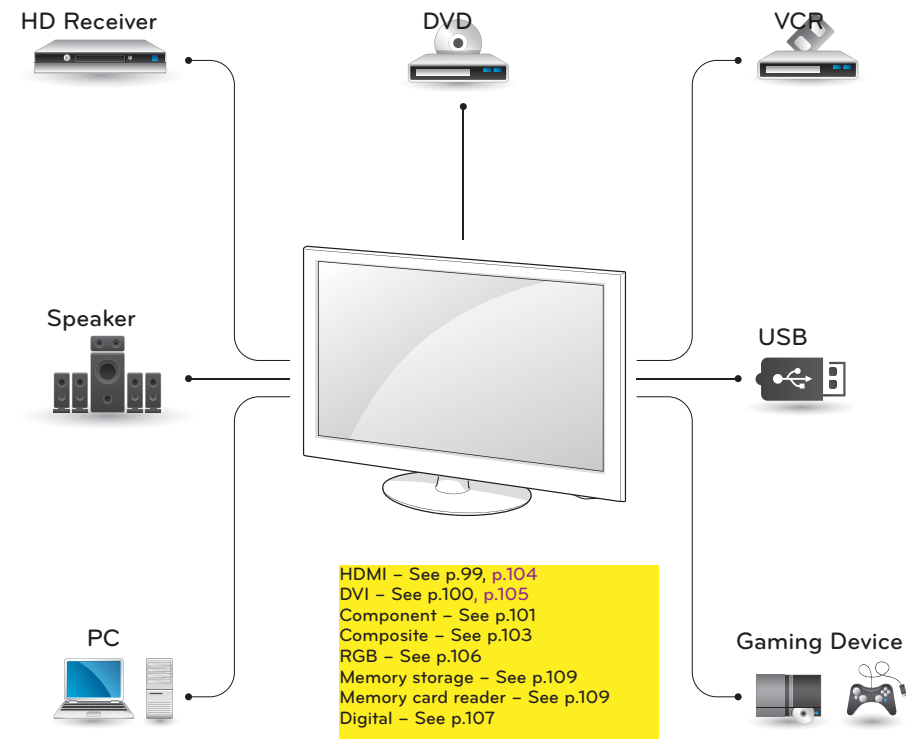 HD Receiver
DVD
VCR
Speaker
USB
PC
Gaming Device
HDMI – See p.99, p.104
DVI – See p.100, p.105
Component – See p.101
Composite – See p.103
RGB – See p.106
Memory storage – See p.109
Memory card reader – See p.109
Digital – See p.107